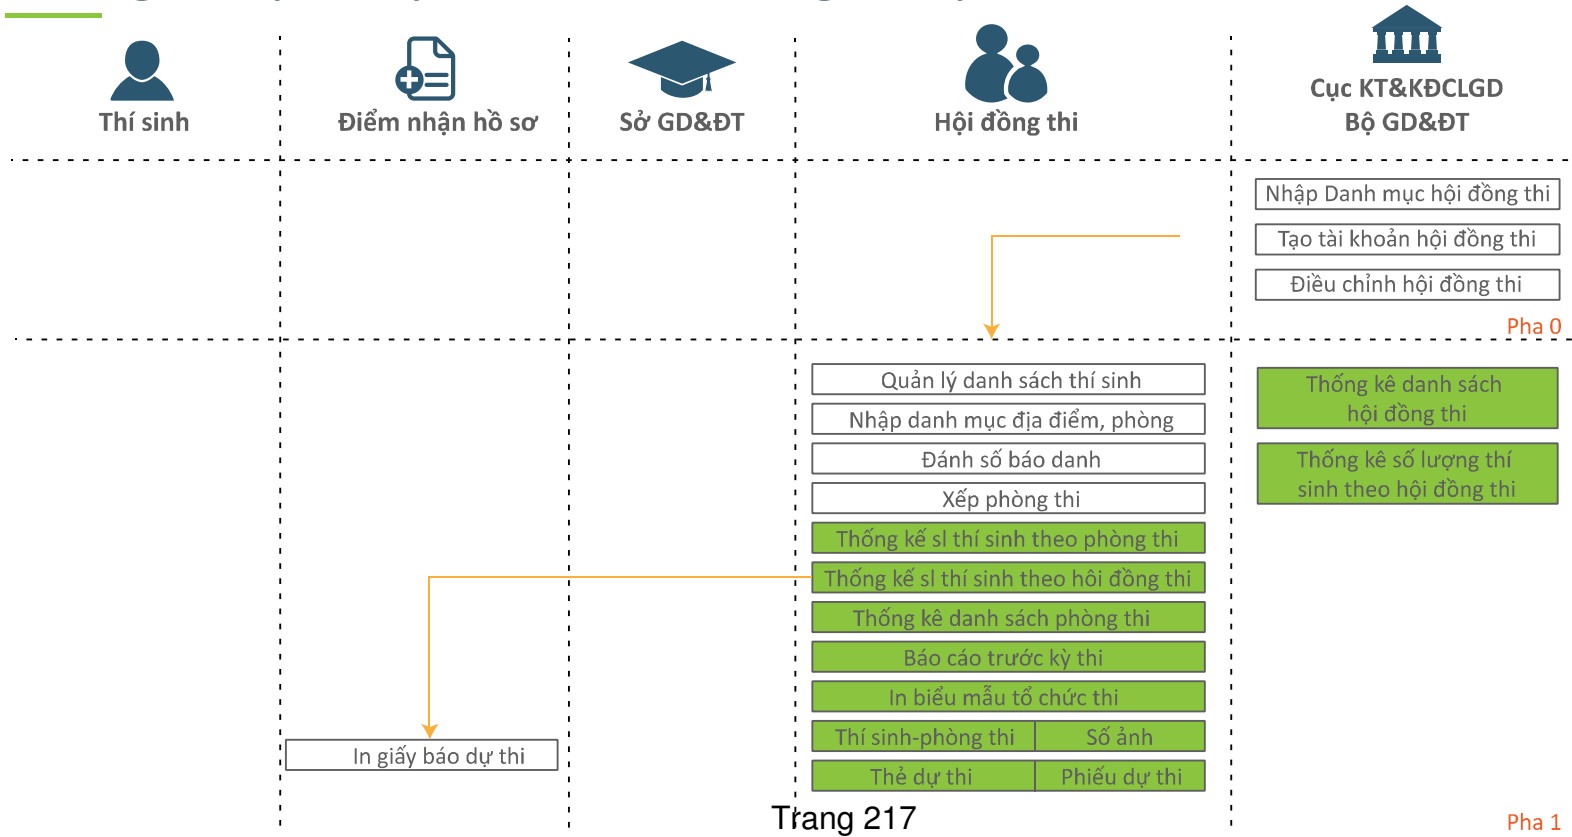 Thí sinh
Điểm nhận hồ sơ
Sở GD&ĐT
Hội đồng thi
Cục KT&KĐCLGD
Bộ GD&ĐT
Nhập Danh mục hội đồng thi
Tạo tài khoản hội đồng thi
Điều chỉnh hội đồng thi
Pha 0
Quản lý danh sách thí sinh
Nhập danh mục địa điểm, phòng
Đánh số báo danh
Xếp phòng thi
Thống kế sl thí sinh theo phòng thi
Thống kế sl thí sinh theo hôi đồng thi
Thống kê danh sách phòng thi
Báo cáo trước kỳ thi
In biểu mẫu tổ chức thi
Thí sinh-phòng thi
Số ảnh
Thẻ dự thi
Phiếu dự thi
Thống kê danh sách
hội đồng thi
Thống kê số lượng thí
sinh theo hội đồng thi
In giấy báo dự thi
Trang 217
Pha 1